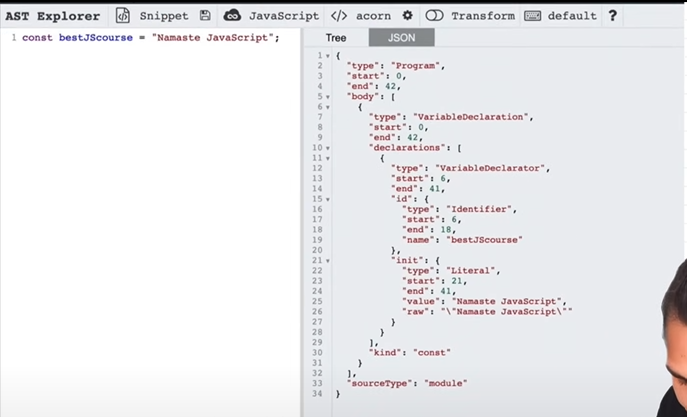 AST Explorer Snippet JavaScript </> acorn Transform default ?
Tree JSON
1 const bestJScourse = "Namaste JavaScript";
1 {
2 "type": "Program",
3 "start": 0,
4 "end": 42,
5 "body": [
6 {
7 "type": "VariableDeclaration",
8 "start": 0,
9 "end": 42,
10 "declarations": [
11 {
12 "type": "VariableDeclarator",
13 "start": 6,
14 "end": 41,
15 "id": {
16 "type": "Identifier",
17 "start": 6,
18 "end": 18,
19 "name": "bestJScourse"
20 },
21 "init": {
22 "type": "Literal",
23 "start": 21,
24 "end": 41,
25 "value": "Namaste JavaScript",
26 "raw": "\"Namaste JavaScript\""
27 }
28 }
29 ],
30 "kind": "const"
31 }
32 ],
33 "sourceType": "module"
34 }